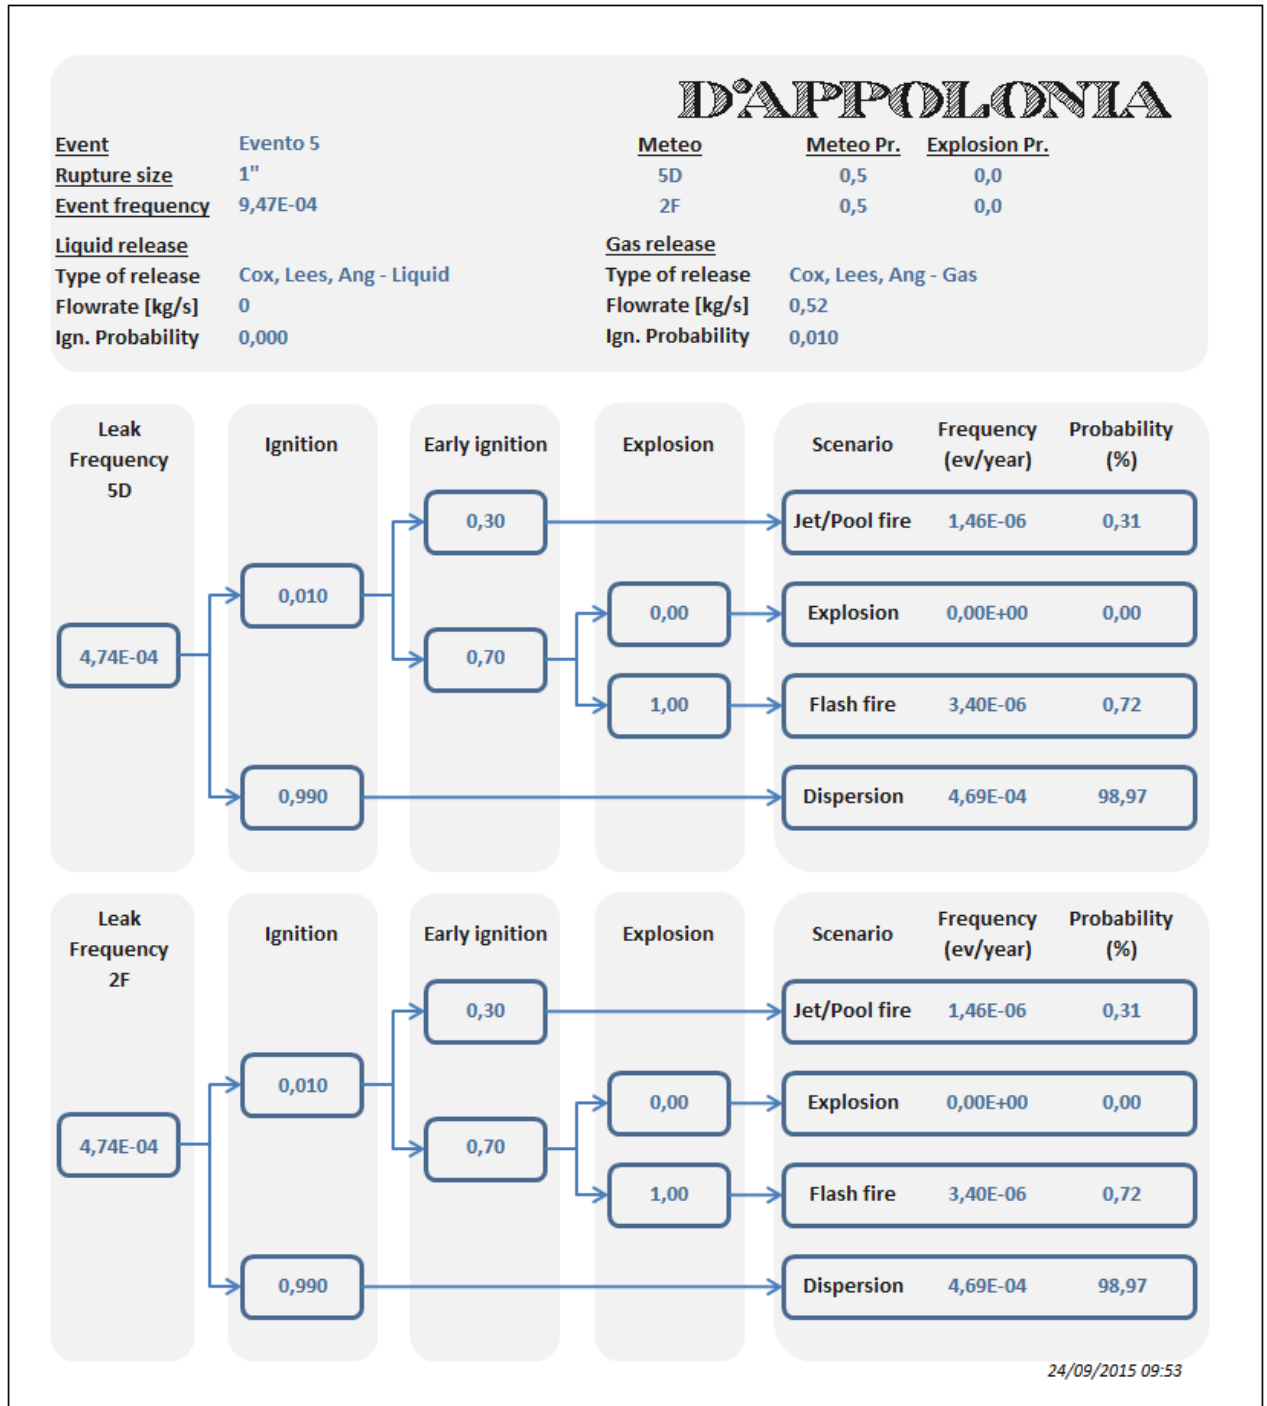 D'APPOLONIA
Event Evento 5 Meteo Meteo Pr. Explosion Pr.
Rupture size 1" 5D 0,5 0,0
Event frequency 9,47E-04 2F 0,5 0,0
Liquid release Gas release
Type of release Cox, Lees, Ang - Liquid Type of release Cox, Lees, Ang - Gas
Flowrate [kg/s] 0 Flowrate [kg/s] 0,52
Ign. Probability 0,000 Ign. Probability 0,010
Leak Frequency Probability
Ignition Early ignition Explosion Scenario
Frequency (ev/year) (%)
5D
0,30 Jet/Pool fire 1,46E-06 0,31
0,010
0,00 Explosion 0,00E+00 0,00
4,74E-04 0,70
1,00 Flash fire 3,40E-06 0,72
0,990 Dispersion 4,69E-04 98,97
Leak Frequency Probability
Ignition Early ignition Explosion Scenario
Frequency (ev/year) (%)
2F
0,30 Jet/Pool fire 1,46E-06 0,31
0,010
0,00 Explosion 0,00E+00 0,00
4,74E-04 0,70
1,00 Flash fire 3,40E-06 0,72
0,990 Dispersion 4,69E-04 98,97
24/09/2015 09:53